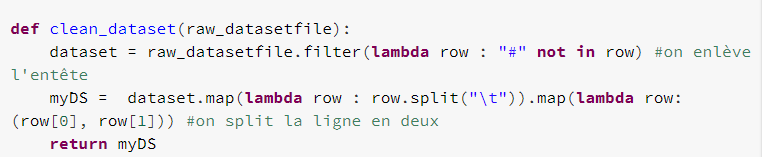 def clean_dataset(raw_datasetfile):
    dataset = raw_datasetfile.filter(lambda row : "#" not in row) #on enlève
l'entête
    myDS =  dataset.map(lambda row : row.split("\t")).map(lambda row:
(row[0], row[1])) #on split la ligne en deux
    return myDS